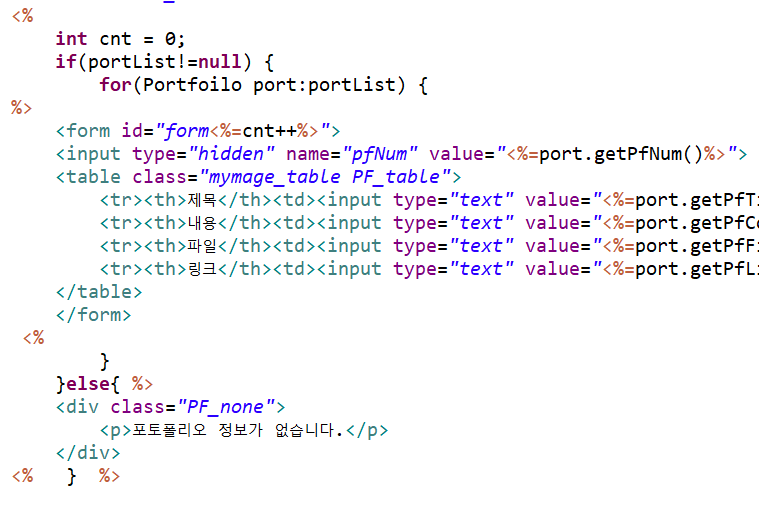 <%
int cnt = 0;
if(portList!=null) {
for(Portfoilo port:portList) {
%>
<form id="form<%=cnt++%>">
<input type="hidden" name="pfNum" value="<%=port.getPfNum()%>">
<table class="mymage_table PF_table">
<tr><th>제목</th><td><input type="text" value="<%=port.getPfT
<tr><th>내용</th><td><input type="text" value="<%=port.getPfC
<tr><th>파일</th><td><input type="text" value="<%=port.getPfF
<tr><th>링크</th><td><input type="text" value="<%=port.getPfL
</table>
</form>
<%
}
}else{ %>
<div class="PF_none">
<p>포토폴리오 정보가 없습니다.</p>
</div>
<% } %>